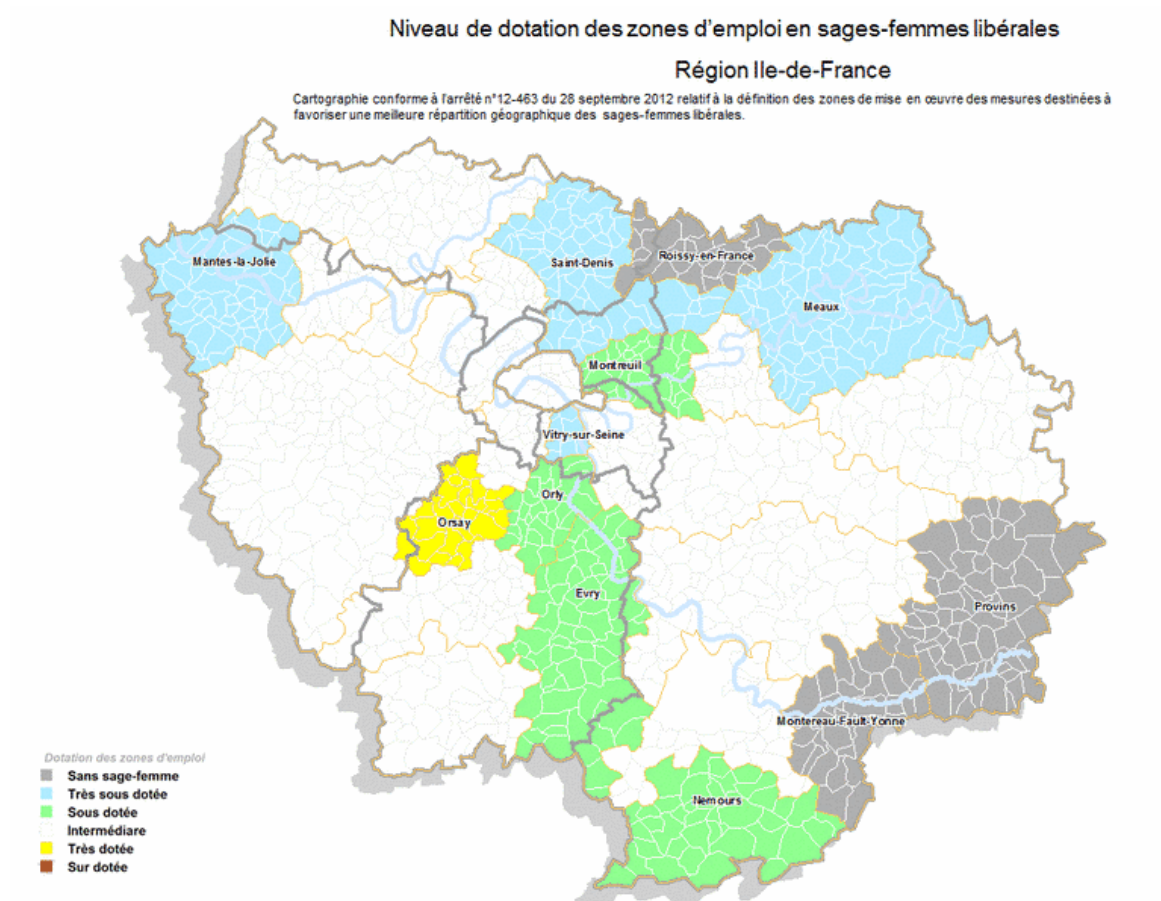 Niveau de dotation des zones d'emploi en sages-femmes libérales
Région Ile-de-France
Cartographie conforme à l'arrêté n°12-463 du 28 septembre 2012 relatif à la définition des zones de mise en œuvre des mesures destinées à
favoriser une meilleure répartition géographique des sages-femmes libérales.
Mantes-la-Jolie
Saint-Denis
Roissy-en-France
Meaux
Montreuil
Vitry-sur-Seine
Orly
Orsay
Evry
Provins
Montereau-Fault-Yonne
Nemours
Dotation des zones d'emploi
Sans sage-femme
Très sous dotée
Sous dotée
Intermédiare
Très dotée
Sur dotée